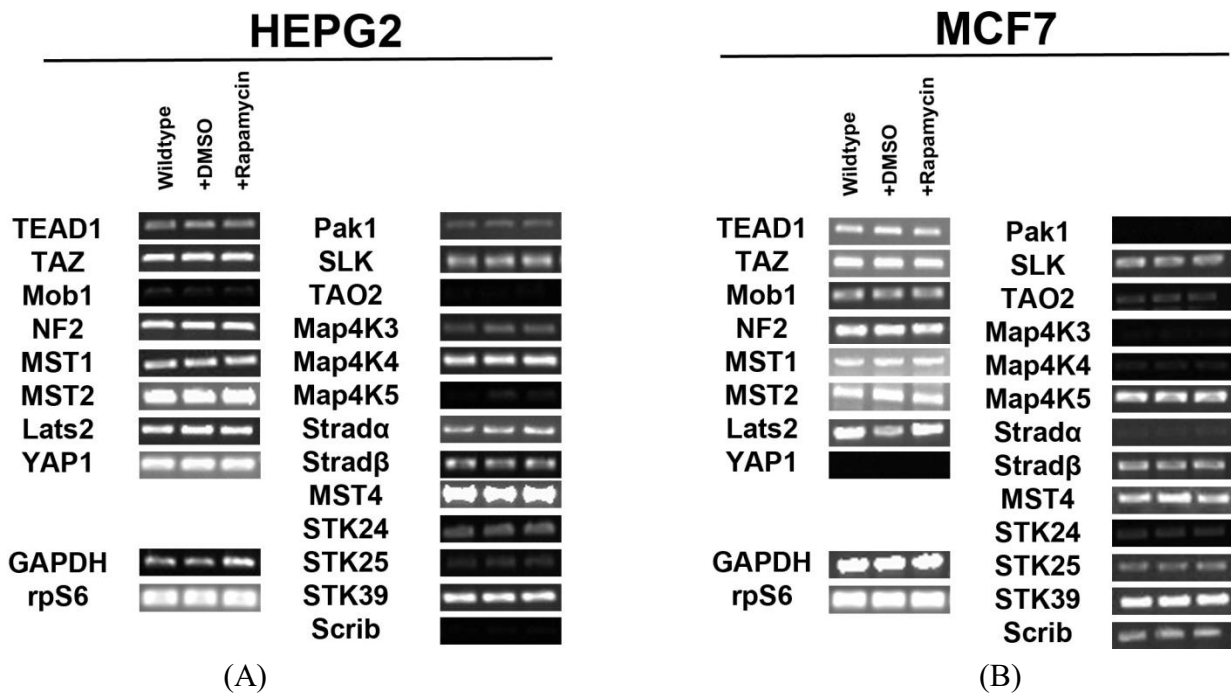 HEPG2
Wildtype
+DMSO
+Rapamycin
TEAD1
TAZ
Mob1
NF2
MST1
MST2
Lats2
YAP1
GAPDH
rpS6
Pak1
SLK
TAO2
Map4K3
Map4K4
Map4K5
Stradα
Stradβ
MST4
STK24
STK25
STK39
Scrib
(A)
MCF7
Wildtype
+DMSO
+Rapamycin
TEAD1
TAZ
Mob1
NF2
MST1
MST2
Lats2
YAP1
GAPDH
rpS6
Pak1
SLK
TAO2
Map4K3
Map4K4
Map4K5
Stradα
Stradβ
MST4
STK24
STK25
STK39
Scrib
(B)